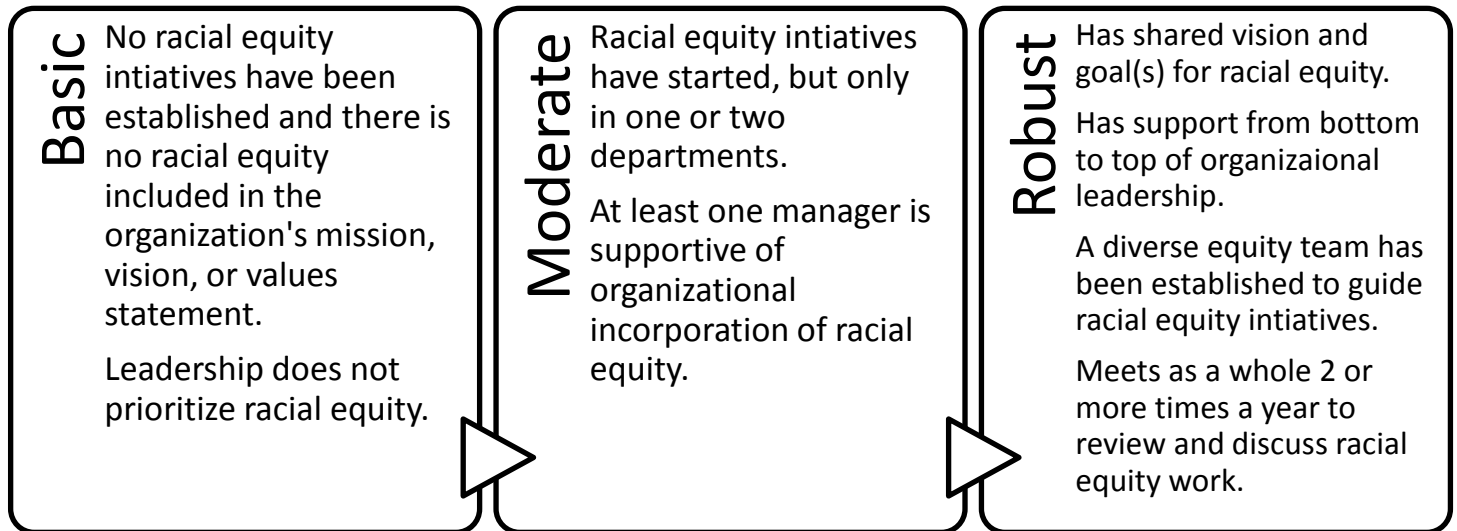 Basic
No racial equity
intiatives have been
established and there is
no racial equity
included in the
organization's mission,
vision, or values
statement.
Leadership does not
prioritize racial equity.
Moderate
Racial equity intiatives
have started, but only
in one or two
departments.
At least one manager is
supportive of
organizational
incorporation of racial
equity.
Robust
Has shared vision and
goal(s) for racial equity.
Has support from bottom
to top of organizaional
leadership.
A diverse equity team has
been established to guide
racial equity intiatives.
Meets as a whole 2 or
more times a year to
review and discuss racial
equity work.